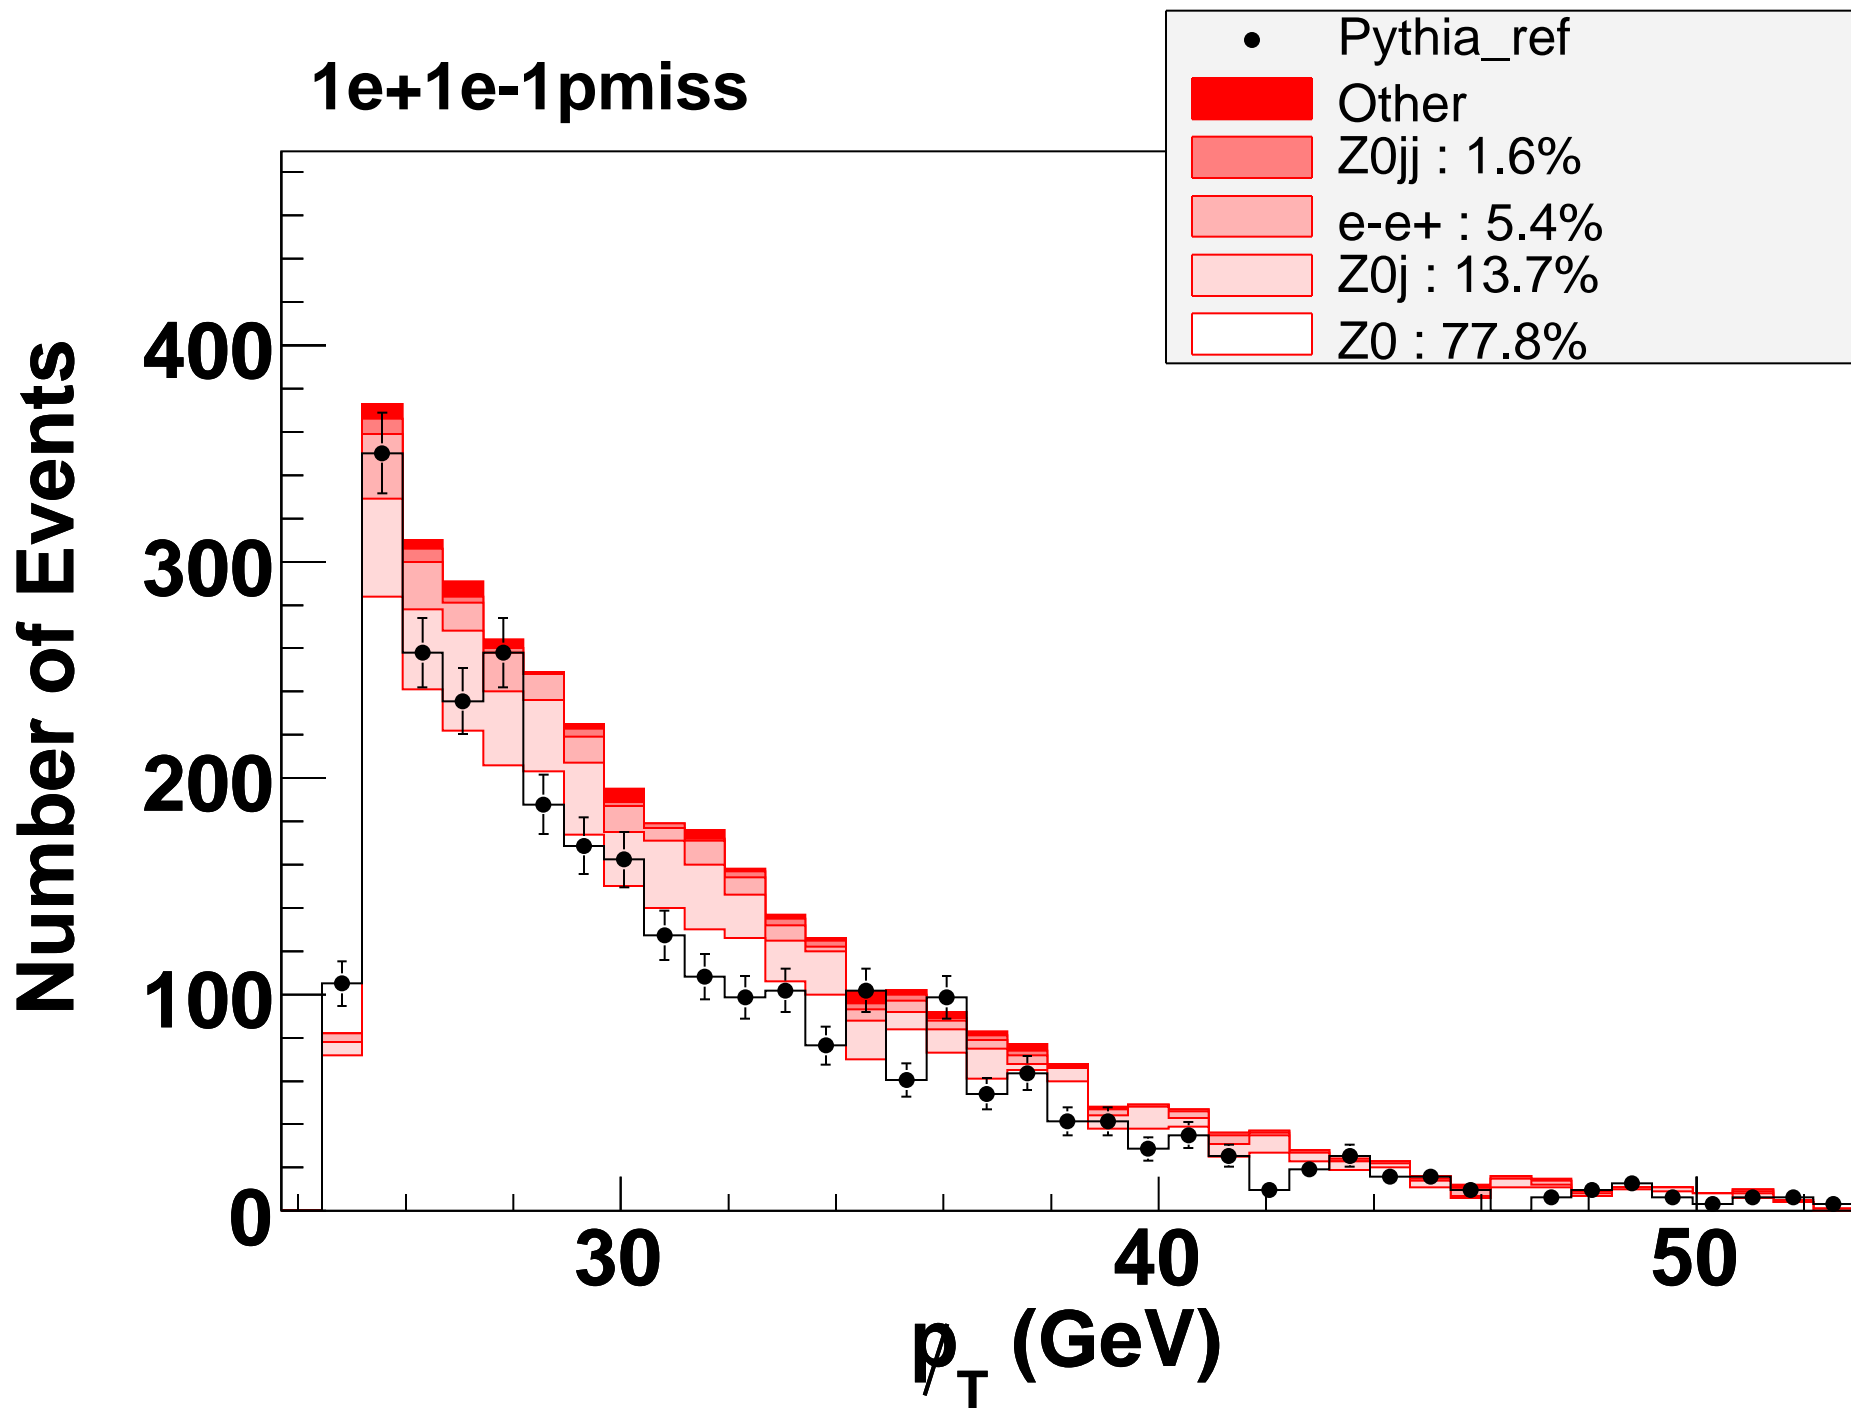 1e+1e-1pmiss
Pythia_ref
Other
Z0jj : 1.6%
e-e+ : 5.4%
Z0j : 13.7%
Z0 : 77.8%
Number of Events
400
300
200
100
0
30
40
50
p̸T (GeV)